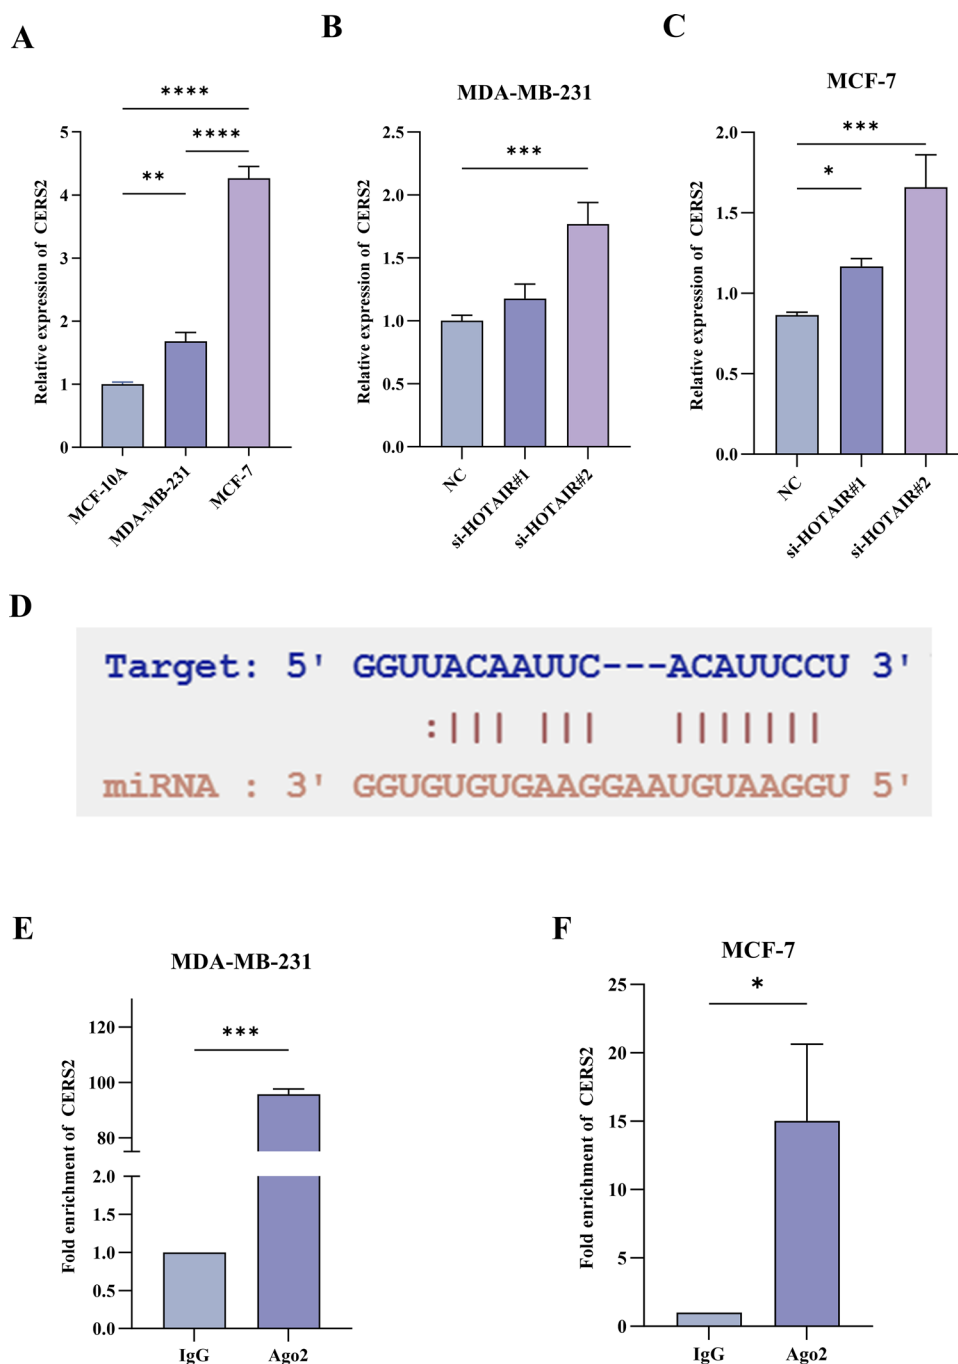 A
****
****
**
Relative expression of CERS2
5
4
3
2
1
0
MCF-10A
MDA-MB-231
MCF-7
B
MDA-MB-231
***
Relative expression of CERS2
2.5
2.0
1.5
1.0
0.5
0.0
NC
si-HOTAIR#1
si-HOTAIR#2
C
MCF-7
***
*
Relative expression of CERS2
2.0
1.5
1.0
0.5
0.0
NC
si-HOTAIR#1
si-HOTAIR#2
D
Target: 5' GGUUACAAUUC---ACAUUCCU 3'
:||| ||| |||||||
miRNA : 3' GGUGUGUGAAGGAAUGUAAGGU 5'
E
MDA-MB-231
***
Fold enrichment of CERS2
120
100
80
2.0
1.5
1.0
0.5
0.0
IgG
Ago2
F
MCF-7
*
Fold enrichment of CERS2
25
20
15
10
5
0
IgG
Ago2